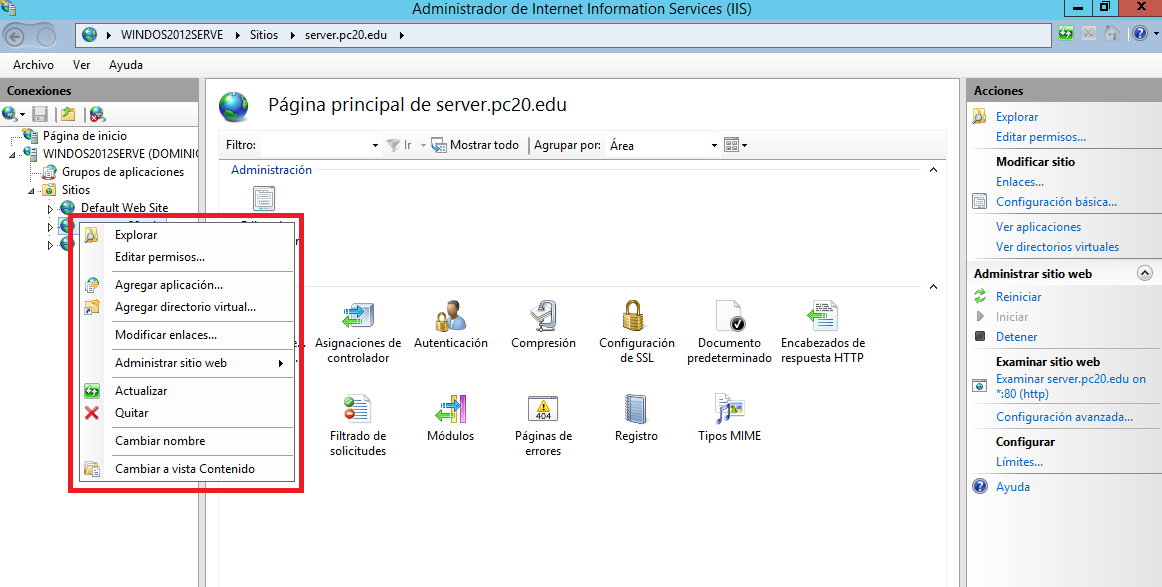 Administrador de Internet Information Services (IIS)
WINDOS2012SERVE
Sitios
server.pc20.edu
Archivo
Ver
Ayuda
Conexiones
Página de inicio
WINDOS2012SERVE (DOMINIC
Grupos de aplicaciones
Sitios
Default Web Site
Explorar
Editar permisos...
Agregar aplicación...
Agregar directorio virtual...
Modificar enlaces...
Administrar sitio web
Actualizar
Quitar
Cambiar nombre
Cambiar a vista Contenido
Página principal de server.pc20.edu
Filtro:
Ir
Mostrar todo
Agrupar por:
Área
Administración
Asignaciones de
controlador
Autenticación
Compresión
Configuración
de SSL
Documento
predeterminado
Encabezados de
respuesta HTTP
Filtrado de
solicitudes
Módulos
404
Páginas de
errores
Registro
Tipos MIME
Acciones
Explorar
Editar permisos...
Modificar sitio
Enlaces...
Configuración básica...
Ver aplicaciones
Ver directorios virtuales
Administrar sitio web
Reiniciar
Iniciar
Detener
Examinar sitio web
Examinar server.pc20.edu on
*:80 (http)
Configuración avanzada...
Configurar
Límites...
Ayuda